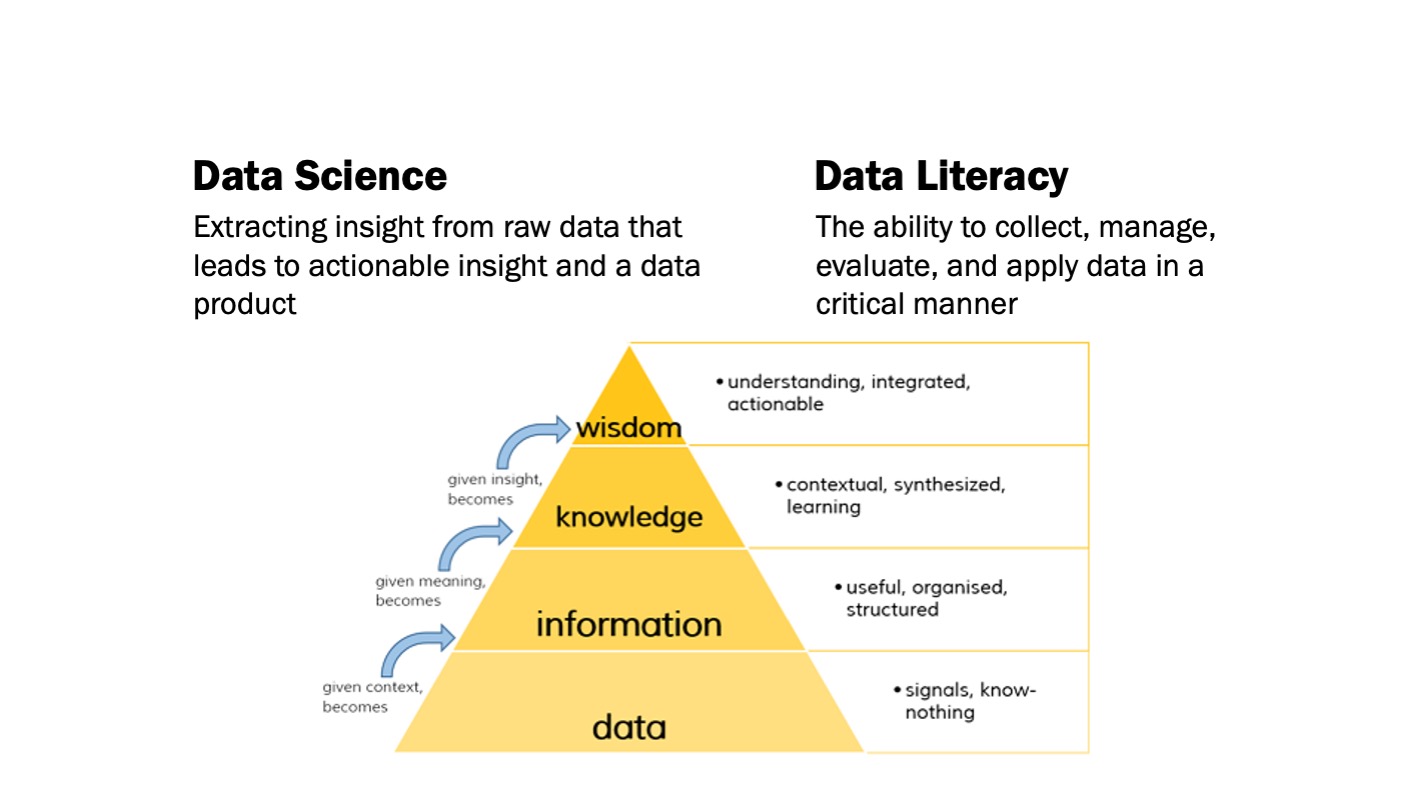 Data Science
Extracting insight from raw data that
leads to actionable insight and a data
product
Data Literacy
The ability to collect, manage,
evaluate, and apply data in a
critical manner
wisdom
• understanding, integrated,
actionable
given insight,
becomes
knowledge
• contextual, synthesized,
learning
given meaning,
becomes
information
• useful, organised,
structured
given context,
becomes
data
• signals, know-
nothing